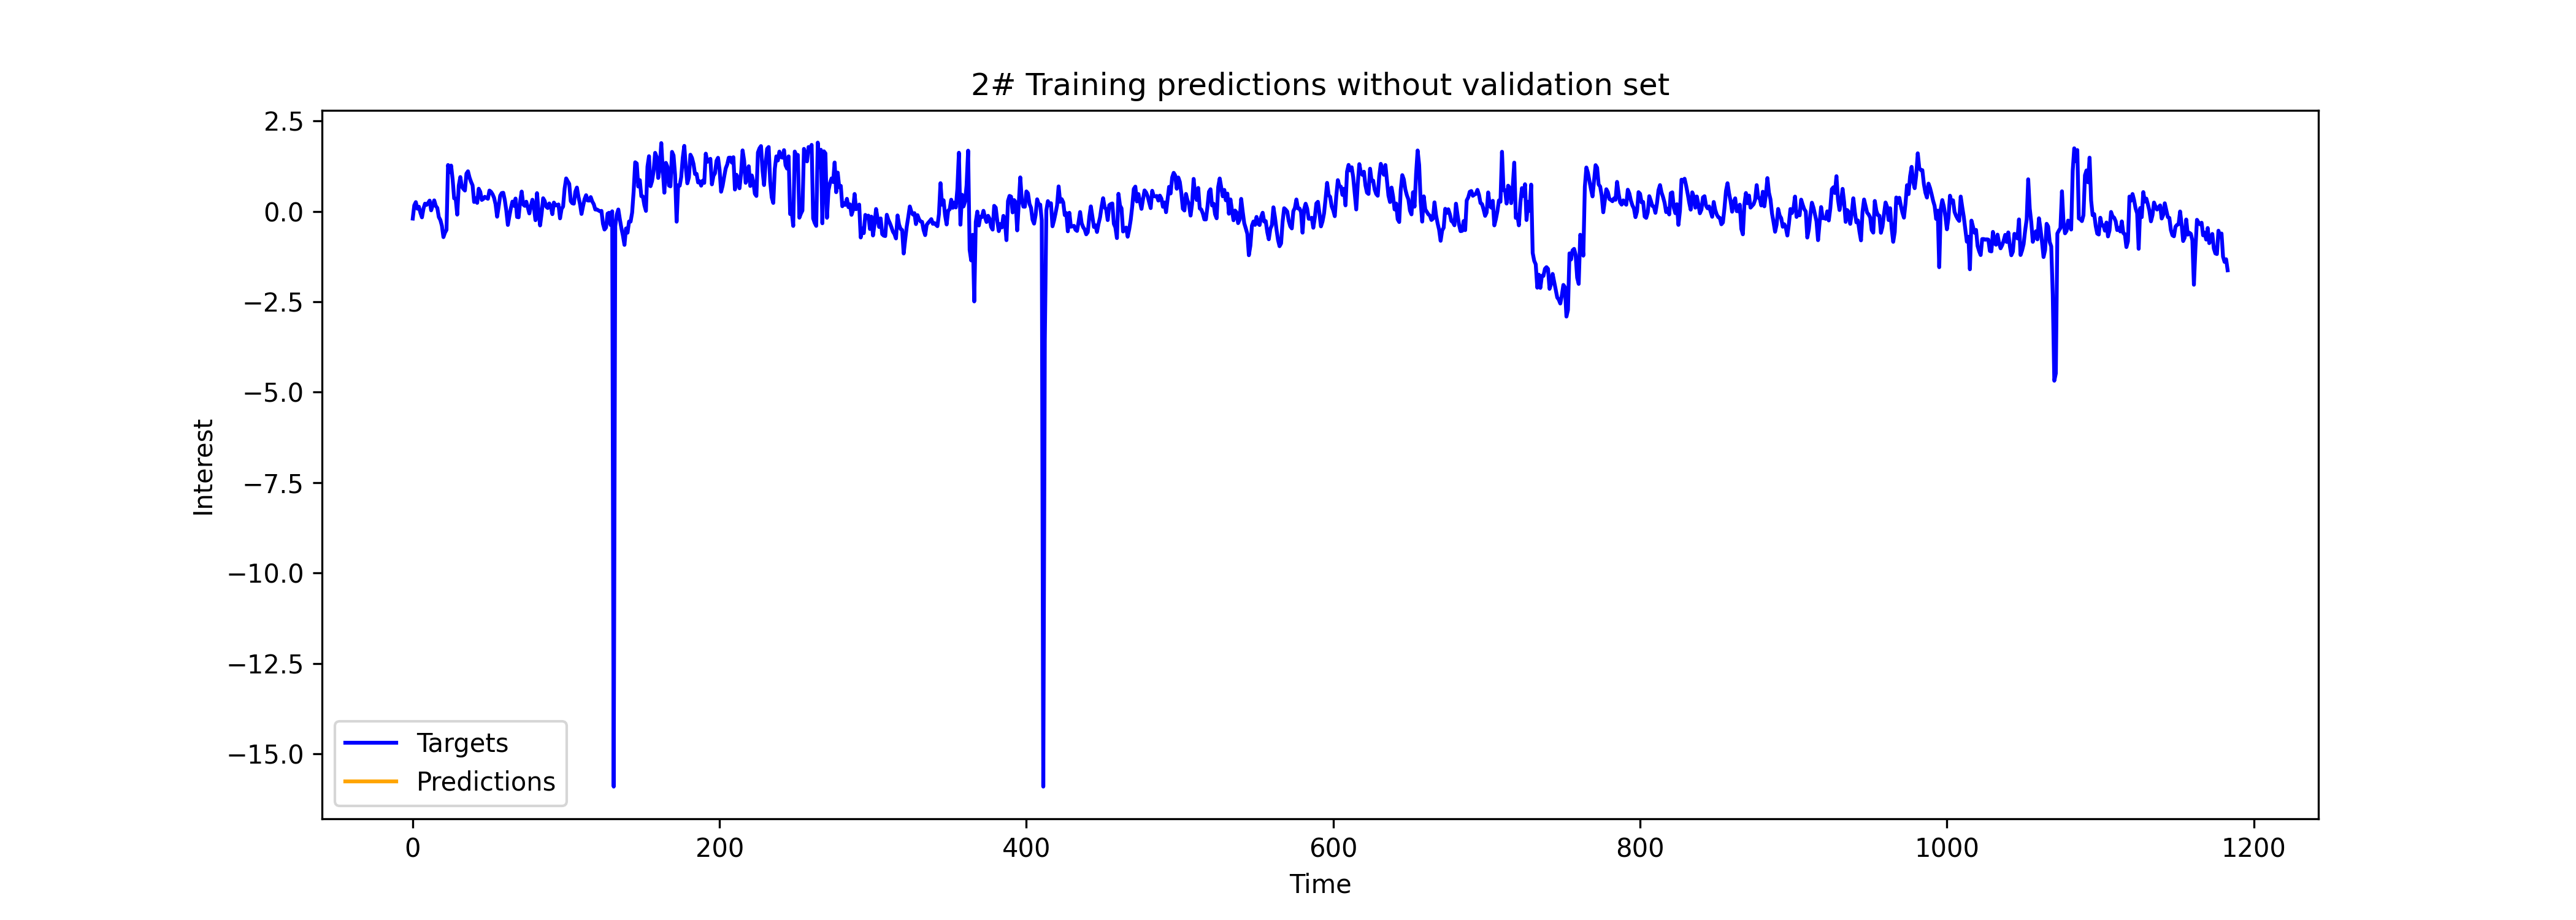 2# Training predictions without validation set
2.5
0.0
−2.5
−5.0
−7.5
−10.0
−12.5
−15.0
Interest
Targets
Predictions
0 200 400 600 800 1000 1200
Time